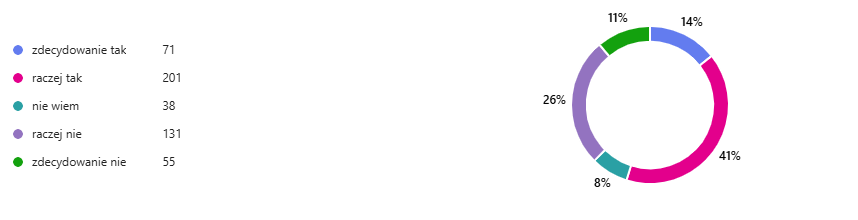 zdecydowanie tak 71
raczej tak 201
nie wiem 38
raczej nie 131
zdecydowanie nie 55
11%
14%
26%
41%
8%